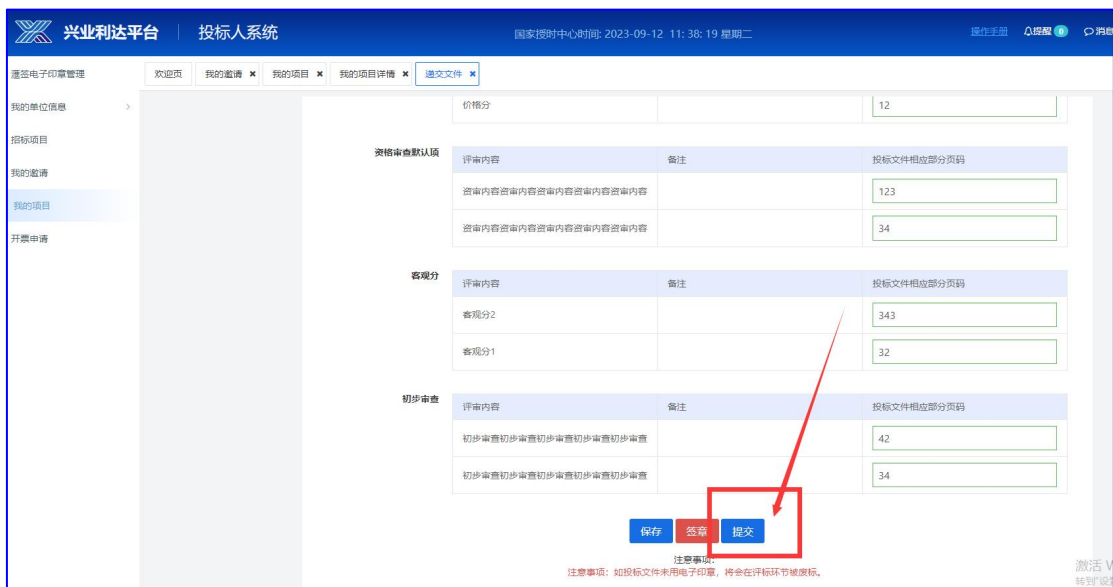 兴业利达平台 投标人系统 国家授时中心时间: 2023-09-12 11:38:19 星期二 操作手册 提醒 0 消息
蓬签电子印章管理 欢迎页 我的邀请 × 我的项目 × 我的项目详情 × 递交文件 ×
我的单位信息 >
招标项目
我的邀请
我的项目
开票申请
价格分 12
资格审查默认项
评审内容 备注 投标文件相应部分页码
资审内容资审内容资审内容资审内容资审内容 123
资审内容资审内容资审内容资审内容资审内容 34
客观分
评审内容 备注 投标文件相应部分页码
客观分2 343
客观分1 32
初步审查
评审内容 备注 投标文件相应部分页码
初步审查初步审查初步审查初步审查初步审查 42
初步审查初步审查初步审查初步审查初步审查 34
保存 签章 提交
注意事项:
注意事项：如投标文件未用电子印章，将会在评标环节被废标。
激活 W
转到"设